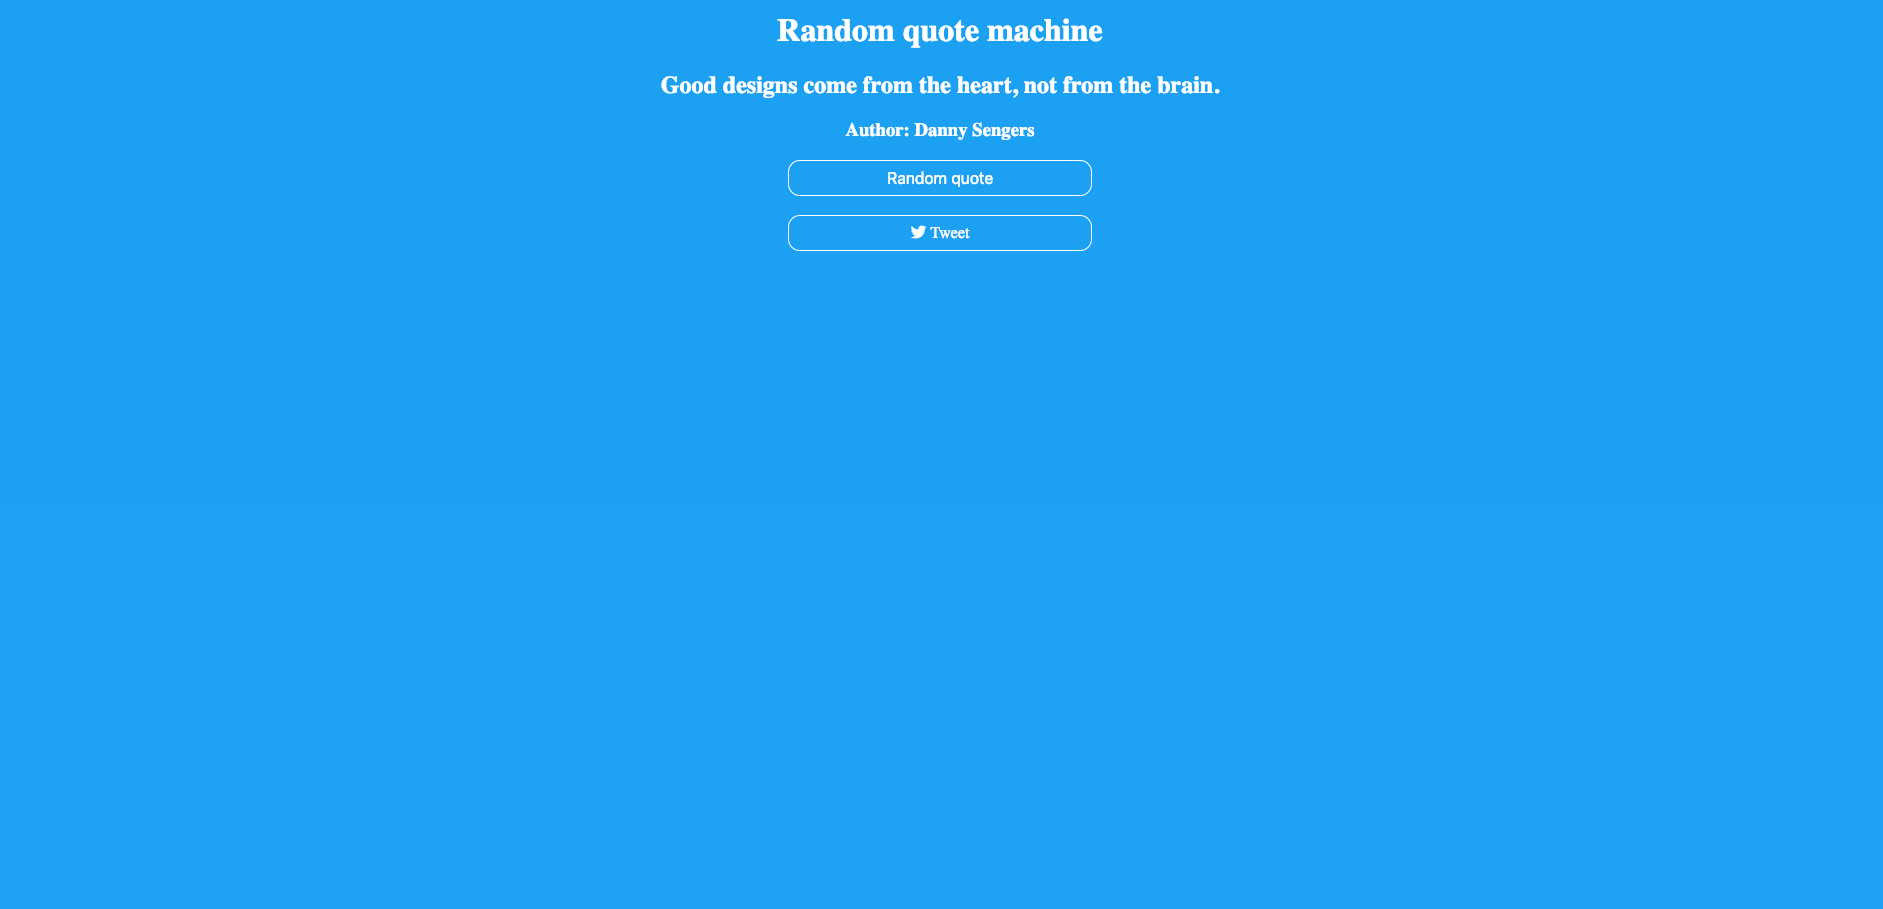 Random quote machine
Good designs come from the heart, not from the brain.
Author: Danny Sengers
Random quote
Tweet